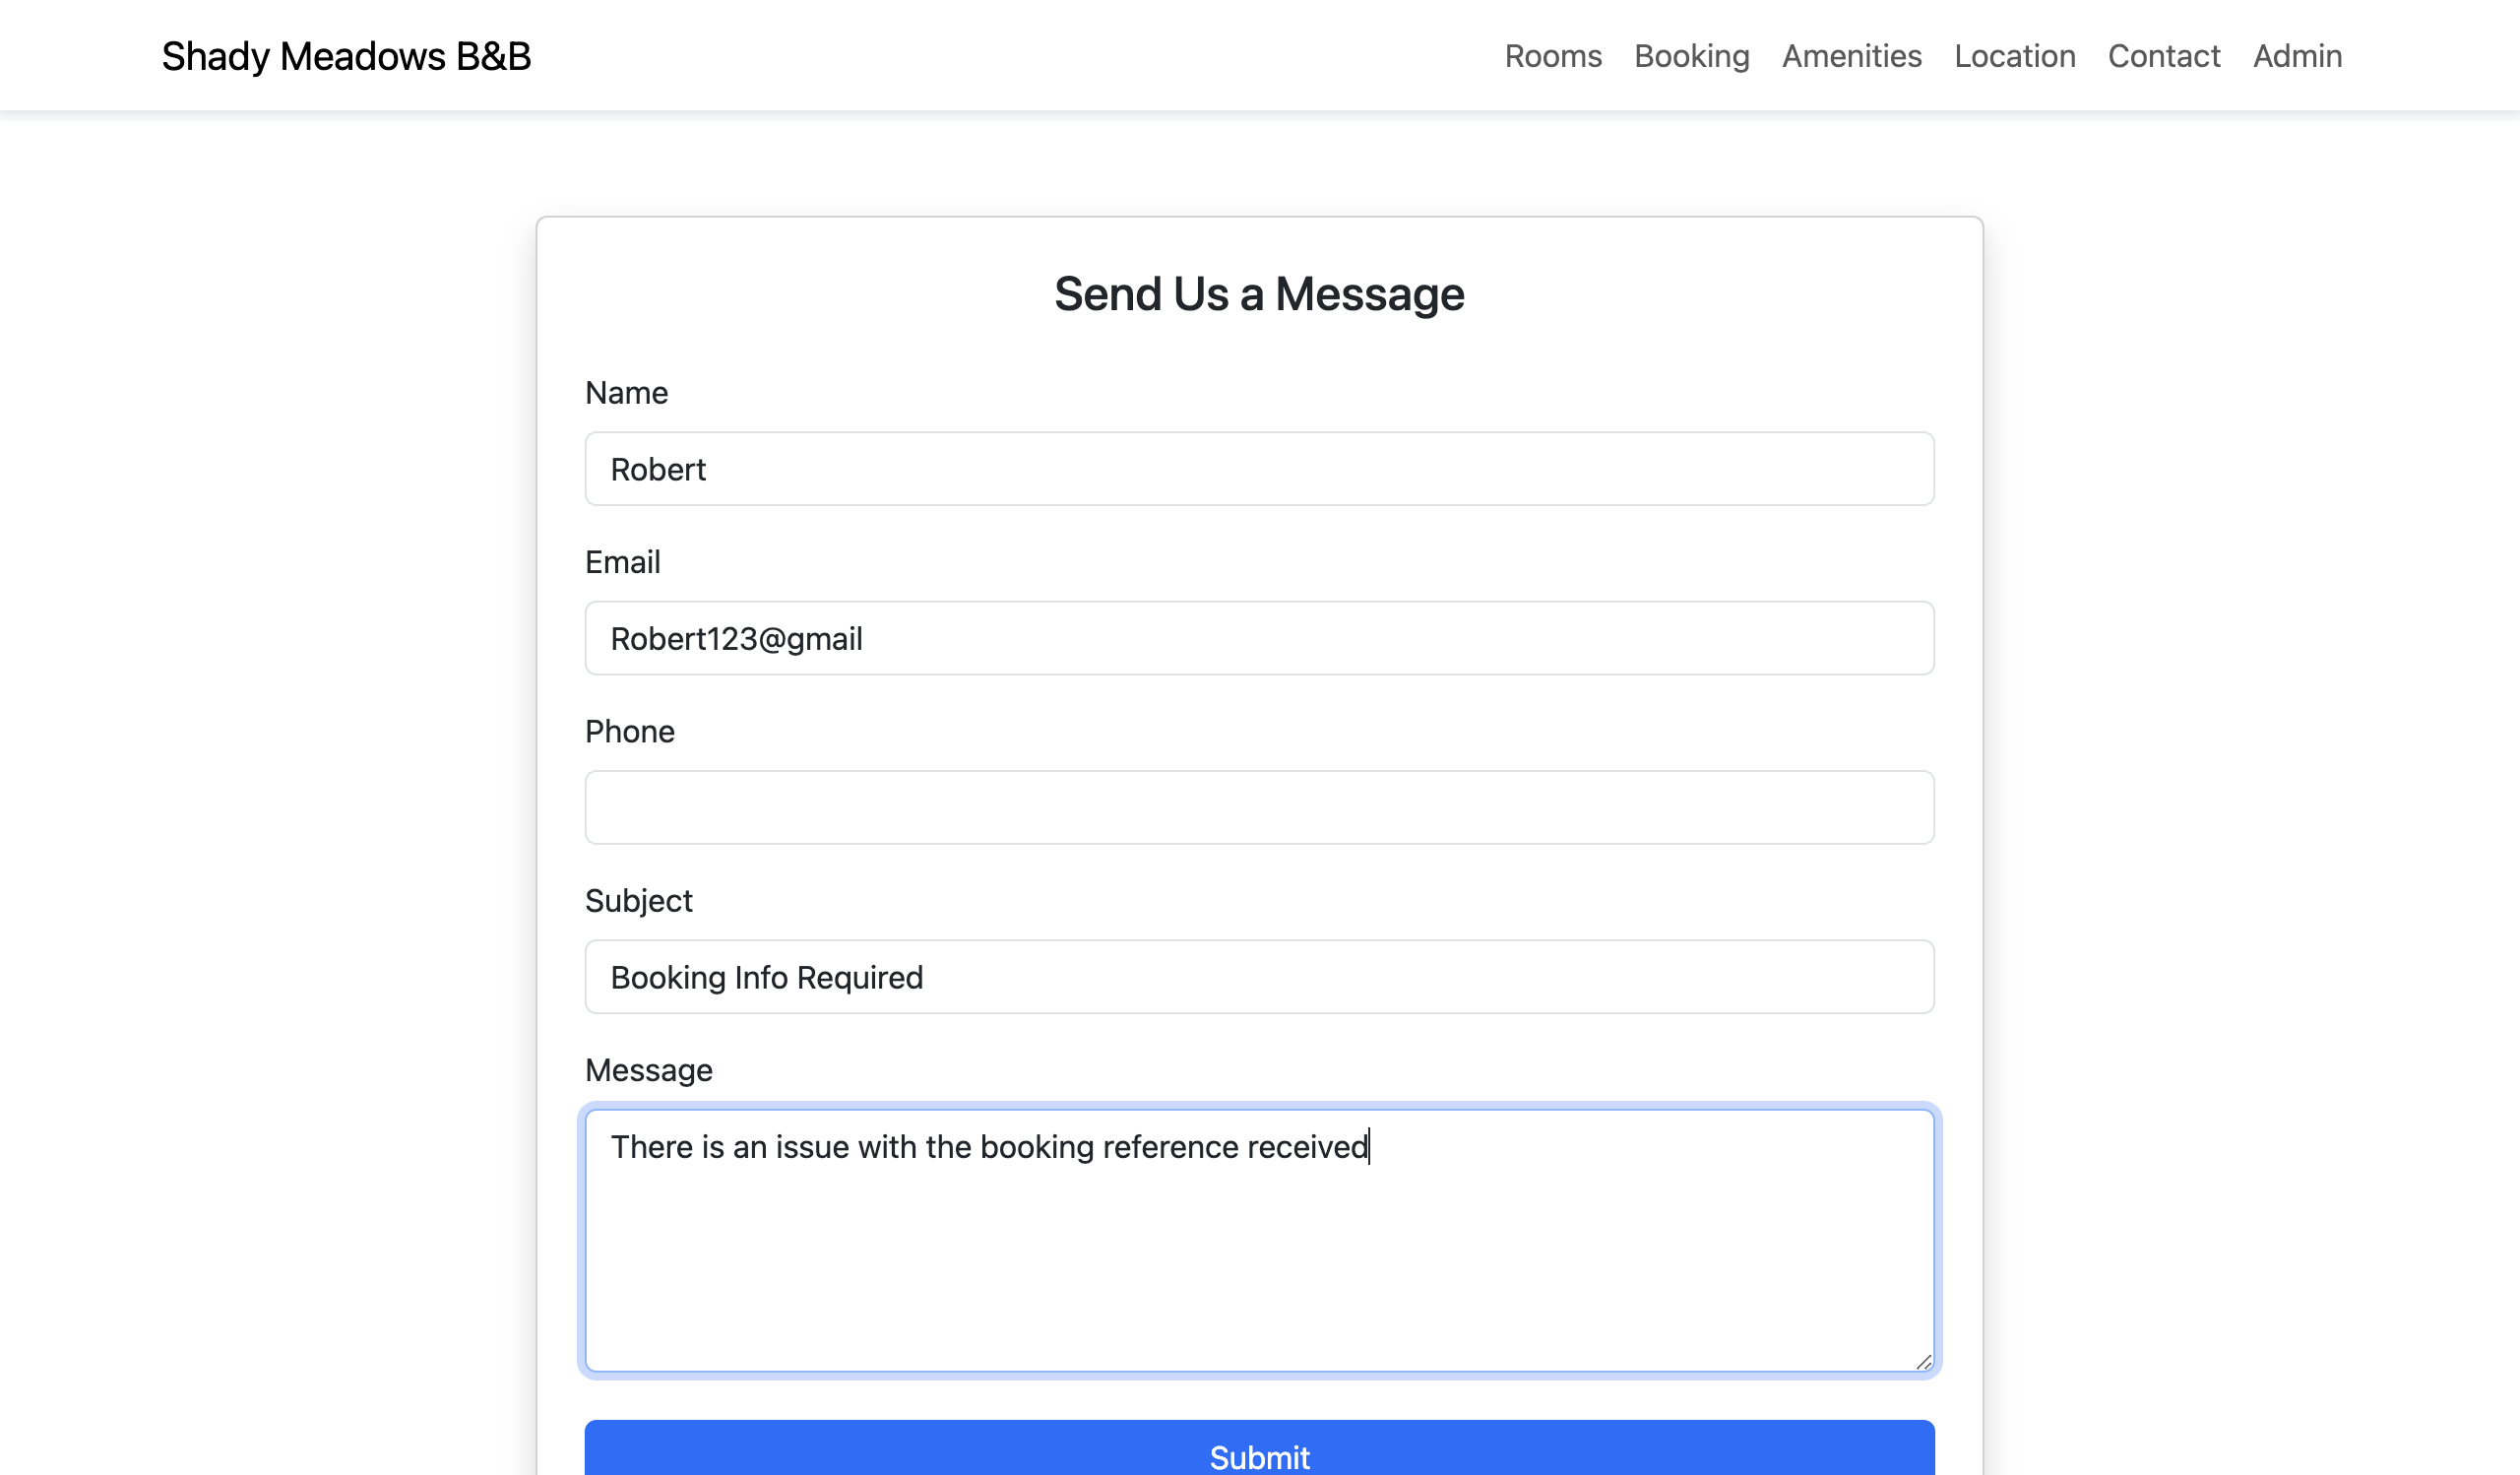 Shady Meadows B&B
Rooms Booking Amenities Location Contact Admin
Send Us a Message
Name
Robert
Email
Robert123@gmail
Phone
Subject
Booking Info Required
Message
There is an issue with the booking reference received
Submit